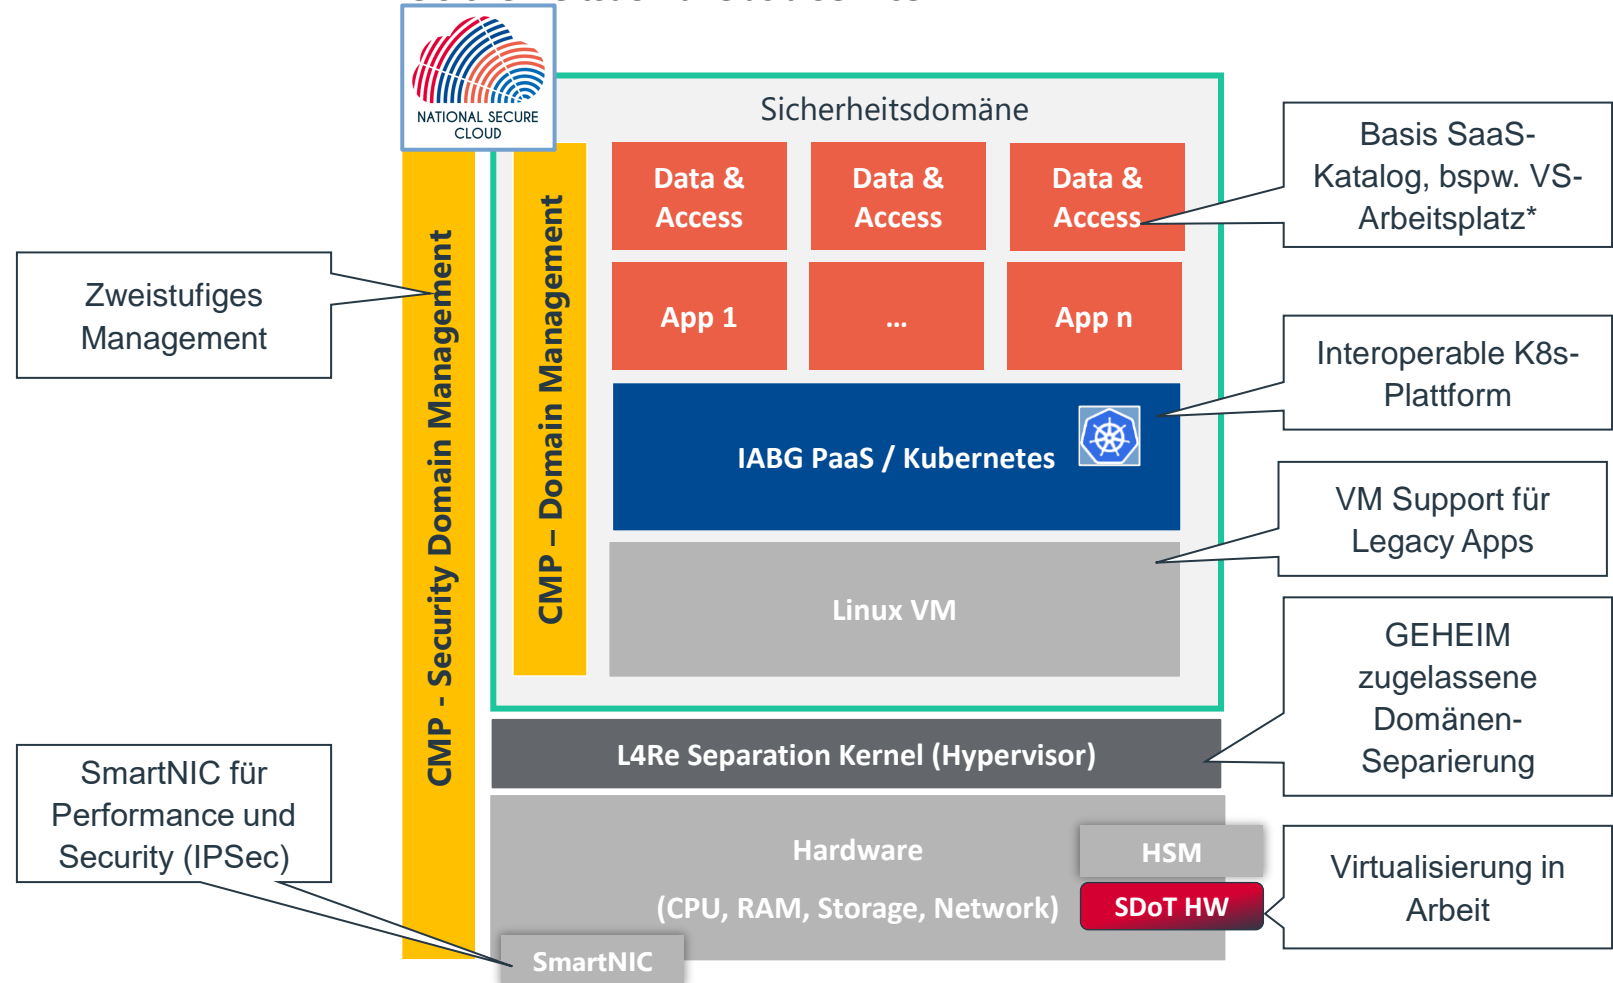 NATIONAL SECURE
CLOUD
Sicherheitsdomäne
Data &
Access
Data &
Access
Data &
Access
App 1
...
App n
IABG PaaS / Kubernetes
Linux VM
CMP - Security Domain Management
CMP – Domain Management
L4Re Separation Kernel (Hypervisor)
Hardware
(CPU, RAM, Storage, Network)
HSM
SDoT HW
SmartNIC
Zweistufiges
Management
SmartNIC für
Performance und
Security (IPSec)
Basis SaaS-
Katalog, bspw. VS-
Arbeitsplatz*
Interoperable K8s-
Plattform
VM Support für
Legacy Apps
GEHEIM
zugelassene
Domänen-
Separierung
Virtualisierung in
Arbeit